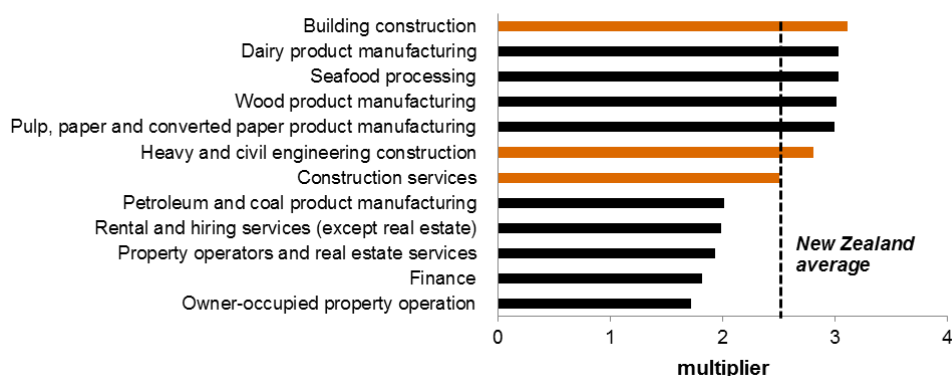 Building construction
Dairy product manufacturing
Seafood processing
Wood product manufacturing
Pulp, paper and converted paper product manufacturing
Heavy and civil engineering construction
Construction services
Petroleum and coal product manufacturing
Rental and hiring services (except real estate)
Property operators and real estate services
Finance
Owner-occupied property operation
New Zealand
average
0 1 2 3 4
multiplier